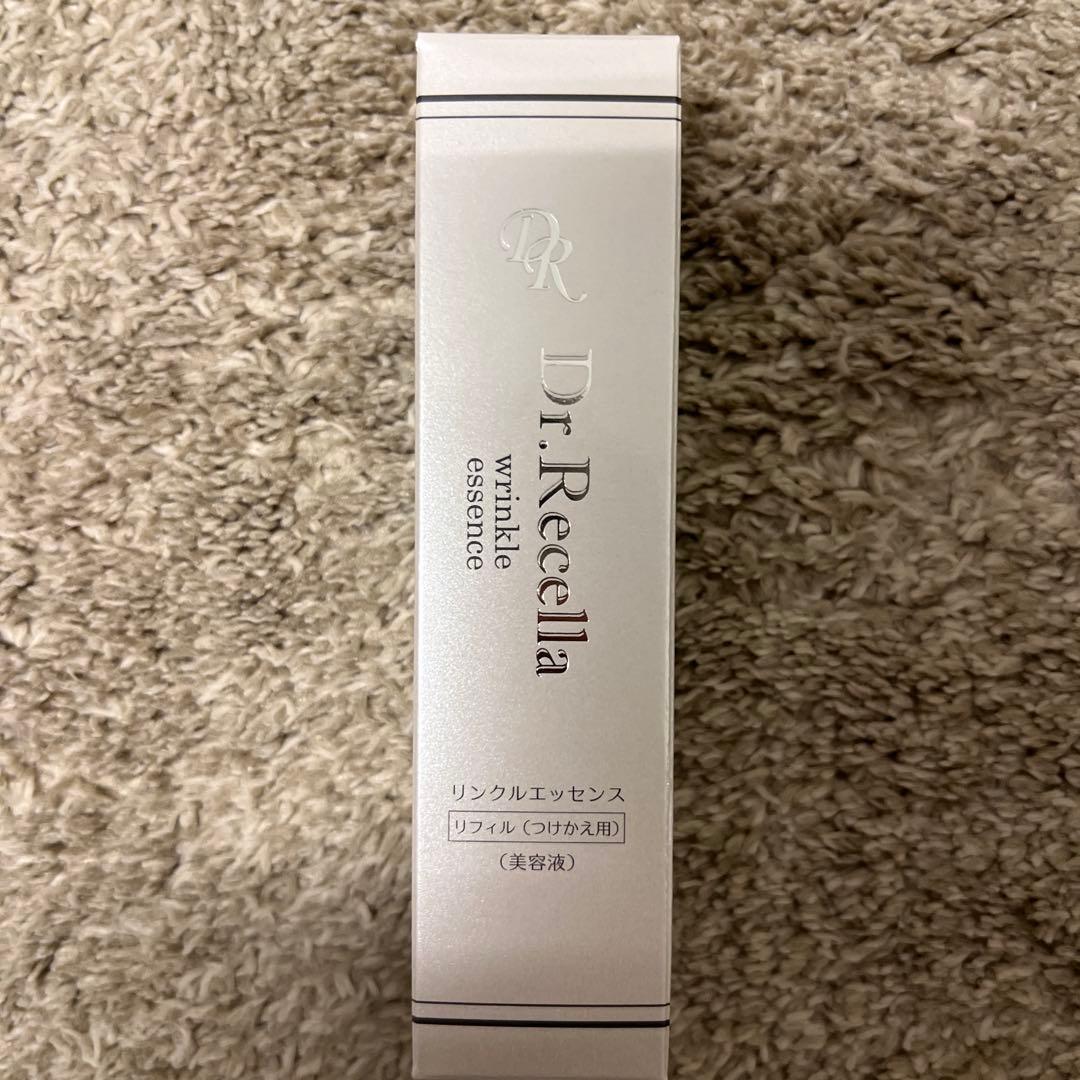 DR
Dr.Recella
wrinkle
essence
リンクルエッセンス
リフィル（つけかえ用）
（美容液）